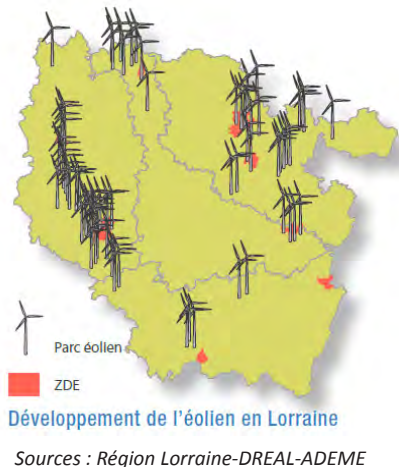 Parc éolien
ZDE
Développement de l'éolien en Lorraine
Sources : Région Lorraine-DREAL-ADEME